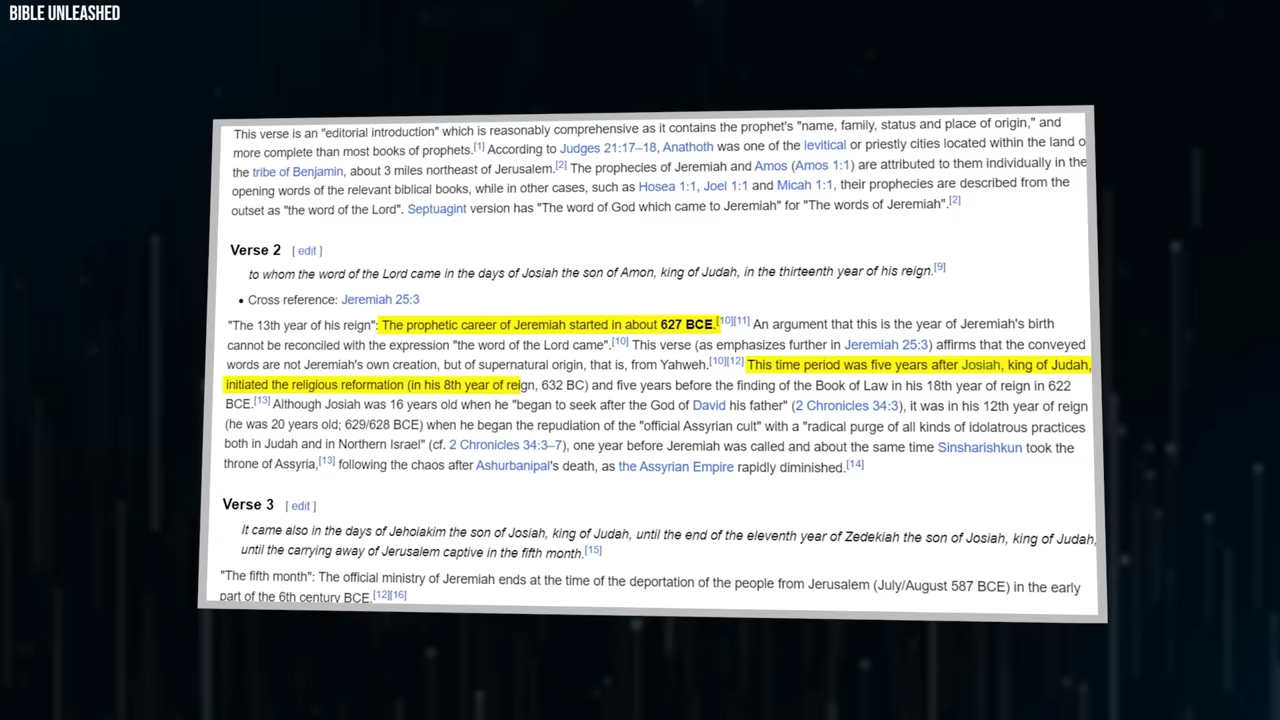 BIBLE UNLEASHED
This verse is an "editorial introduction" which is reasonably comprehensive as it contains the prophet's "name, family, status and place of origin," and
more complete than most books of prophets.[1] According to Judges 21:17–18, Anathoth was one of the levitical or priestly cities located within the land o
the tribe of Benjamin, about 3 miles northeast of Jerusalem.[2] The prophecies of Jeremiah and Amos (Amos 1:1) are attributed to them individually in the
opening words of the relevant biblical books, while in other cases, such as Hosea 1:1, Joel 1:1 and Micah 1:1, their prophecies are described from the
outset as "the word of the Lord". Septuagint version has "The word of God which came to Jeremiah" for "The words of Jeremiah".[2]
Verse 2 [ edit ]
to whom the word of the Lord came in the days of Josiah the son of Amon, king of Judah, in the thirteenth year of his reign.[9]
• Cross reference: Jeremiah 25:3
"The 13th year of his reign": The prophetic career of Jeremiah started in about 627 BCE.[10][11] An argument that this is the year of Jeremiah's birth
cannot be reconciled with the expression "the word of the Lord came".[10] This verse (as emphasizes further in Jeremiah 25:3) affirms that the conveyed
words are not Jeremiah's own creation, but of supernatural origin, that is, from Yahweh.[10][12] This time period was five years after Josiah, king of Judah,
initiated the religious reformation (in his 8th year of reign, 632 BC) and five years before the finding of the Book of Law in his 18th year of reign in 622
BCE.[13] Although Josiah was 16 years old when he "began to seek after the God of David his father" (2 Chronicles 34:3), it was in his 12th year of reign
(he was 20 years old; 629/628 BCE) when he began the repudiation of the "official Assyrian cult" with a "radical purge of all kinds of idolatrous practices
both in Judah and in Northern Israel" (cf. 2 Chronicles 34:3–7), one year before Jeremiah was called and about the same time Sinsharishkun took the
throne of Assyria,[13] following the chaos after Ashurbanipal's death, as the Assyrian Empire rapidly diminished.[14]
Verse 3 [ edit ]
It came also in the days of Jehoiakim the son of Josiah, king of Judah, until the end of the eleventh year of Zedekiah the son of Josiah, king of Judah,
until the carrying away of Jerusalem captive in the fifth month.[15]
"The fifth month": The official ministry of Jeremiah ends at the time of the deportation of the people from Jerusalem (July/August 587 BCE) in the early
part of the 6th century BCE.[12][16]